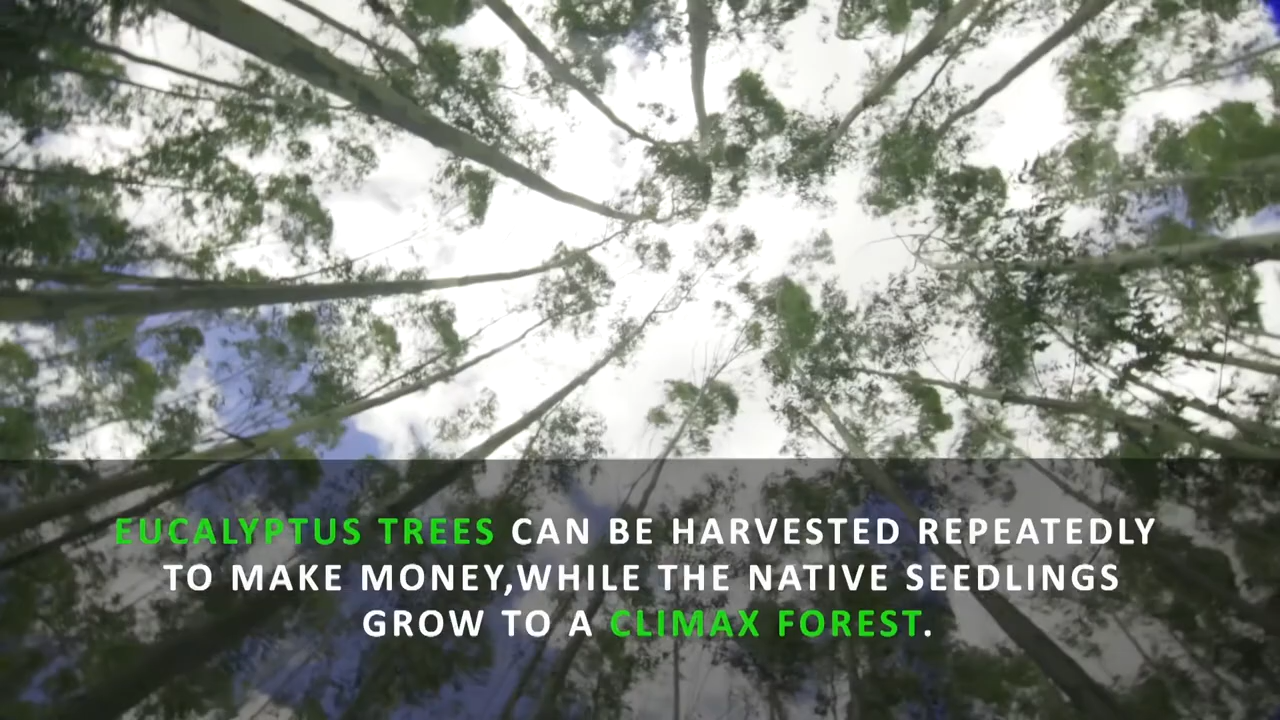 EUCALYPTUS TREES CAN BE HARVESTED REPEATEDLY
TO MAKE MONEY,WHILE THE NATIVE SEEDLINGS
GROW TO A CLIMAX FOREST.